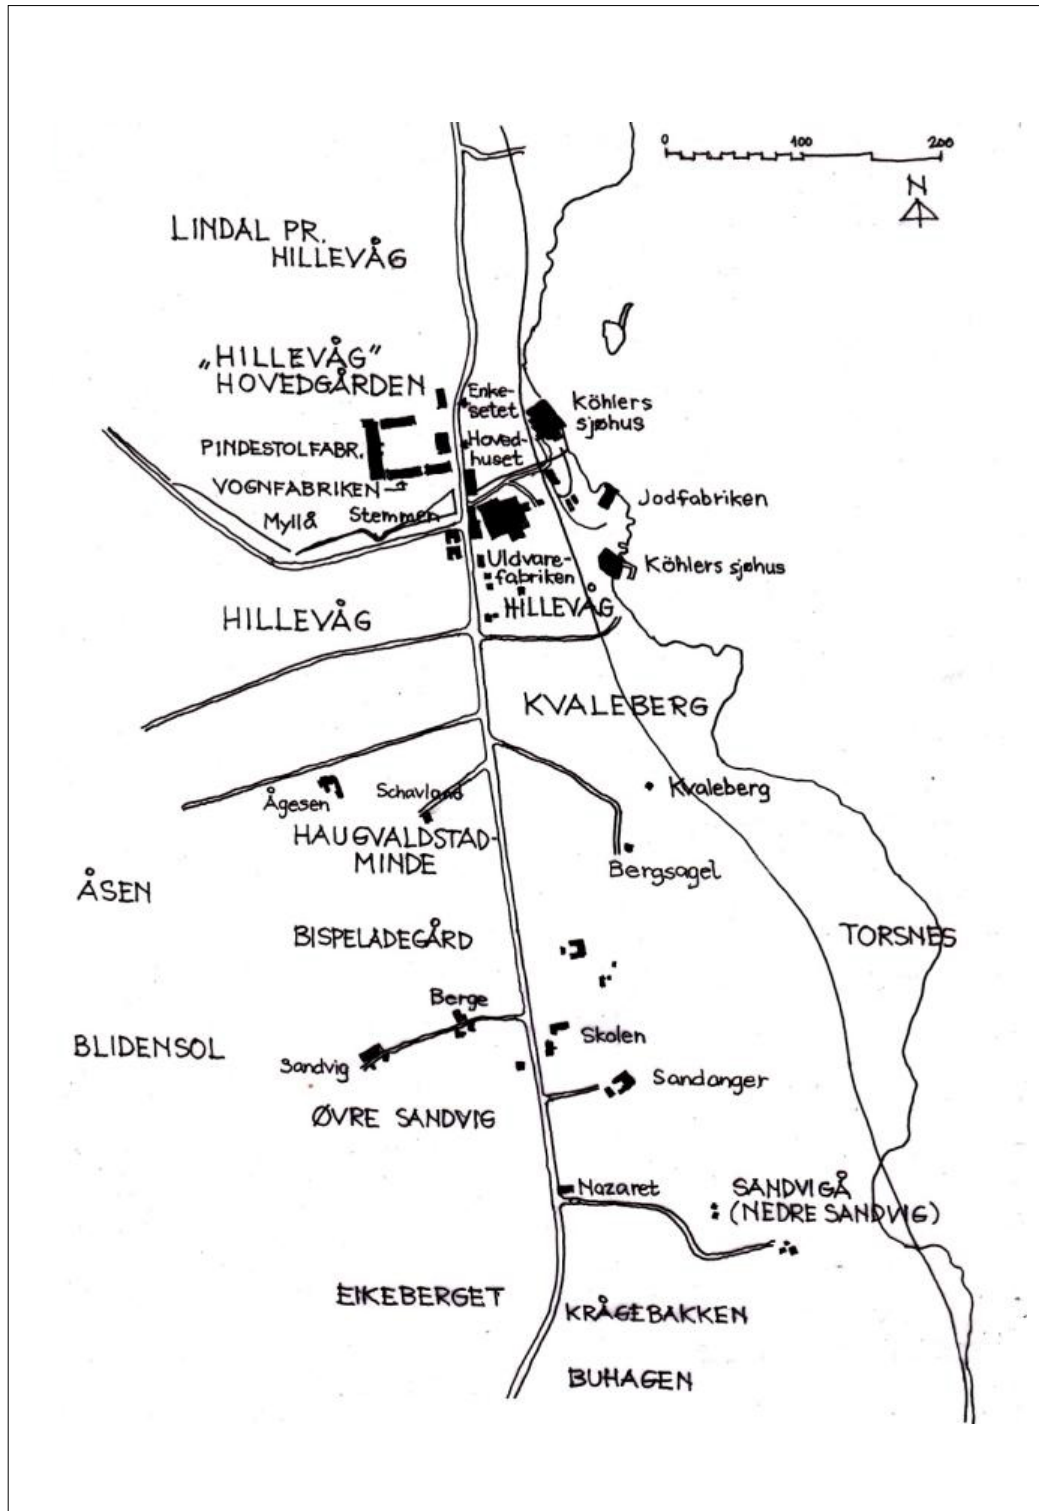 0 100 200
N
LINDAL PR.
HILLEVÅG
„HILLEVÅG"
HOVEDGÅRDEN
Enke-
setet
Köhlers
sjøhus
PINDESTOLFABR.
Hoved-
huset
VOGNFABRIKEN
Myllå
Stemmen
Jodfabriken
Uldvare-
fabriken
Köhlers sjøhus
HILLEVÅG
HILLEVÅG
KVALEBERG
Ågesen
Schavland
Kvaleberg
HAUGVALDSTAD-
MINDE
Bergsagel
ÅSEN
BISPELADEGÅRD
TORSNES
Berge
BLIDENSOL
Sandvig
Skolen
Sandanger
ØVRE SANDVIG
Nazaret
SANDVIGÅ
(NEDRE SANDVIG)
EIKEBERGET
KRÅGEBAKKEN
BUHAGEN